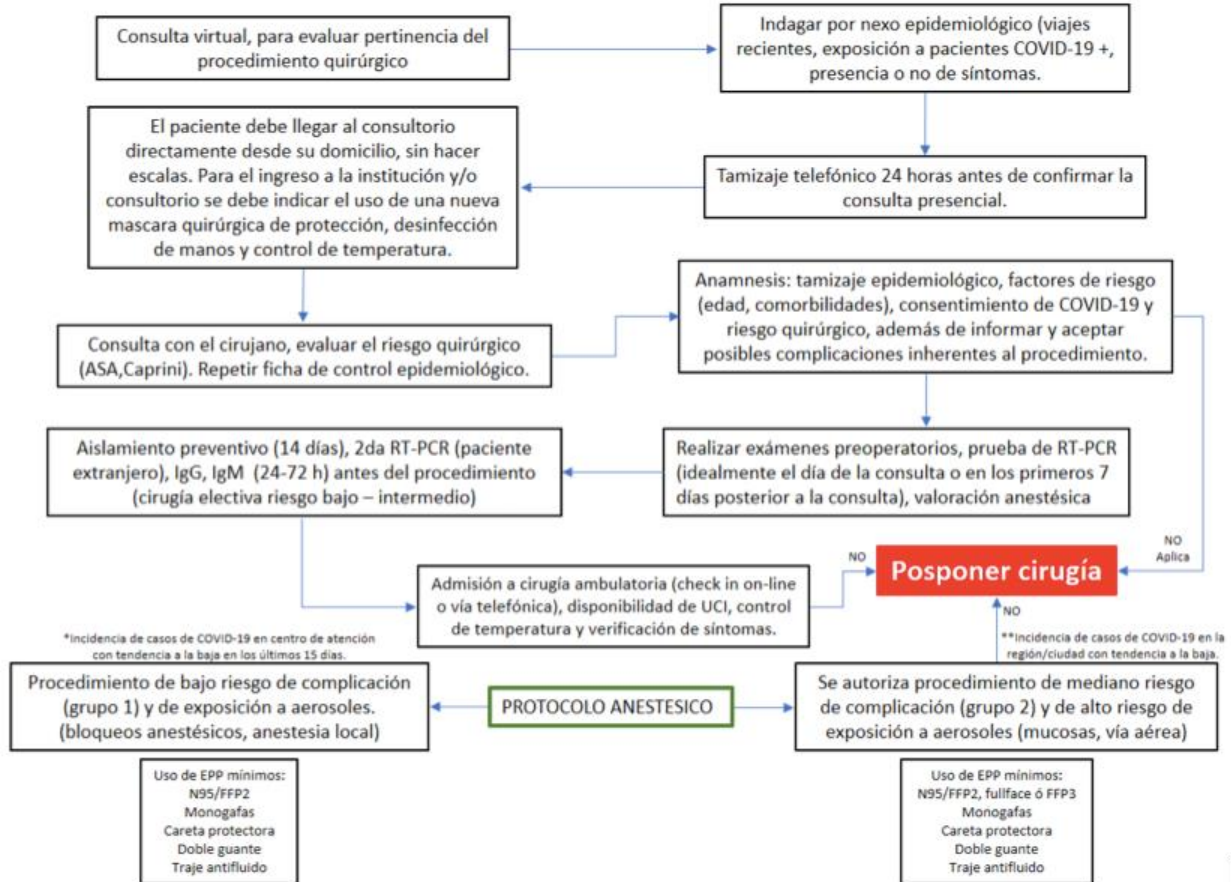 Consulta virtual, para evaluar pertinencia del
procedimiento quirúrgico
Indagar por nexo epidemiológico (viajes
recientes, exposición a pacientes COVID-19 +,
presencia o no de síntomas.
Tamizaje telefónico 24 horas antes de confirmar la
consulta presencial.
El paciente debe llegar al consultorio
directamente desde su domicilio, sin hacer
escalas. Para el ingreso a la institución y/o
consultorio se debe indicar el uso de una nueva
mascara quirúrgica de protección, desinfección
de manos y control de temperatura.
Consulta con el cirujano, evaluar el riesgo quirúrgico
(ASA,Caprini). Repetir ficha de control epidemiológico.
Anamnesis: tamizaje epidemiológico, factores de riesgo
(edad, comorbilidades), consentimiento de COVID-19 y
riesgo quirúrgico, además de informar y aceptar
posibles complicaciones inherentes al procedimiento.
Realizar exámenes preoperatorios, prueba de RT-PCR
(idealmente el día de la consulta o en los primeros 7
días posterior a la consulta), valoración anestésica
Aislamiento preventivo (14 días), 2da RT-PCR (paciente
extranjero), IgG, IgM (24-72 h) antes del procedimiento
(cirugía electiva riesgo bajo – intermedio)
Admisión a cirugía ambulatoria (check in on-line
o vía telefónica), disponibilidad de UCI, control
de temperatura y verificación de síntomas.
NO
Posponer cirugía
NO
Aplica
NO
*Incidencia de casos de COVID-19 en centro de atención
con tendencia a la baja en los últimos 15 días.
**Incidencia de casos de COVID-19 en la
región/ciudad con tendencia a la baja.
Procedimiento de bajo riesgo de complicación
(grupo 1) y de exposición a aerosoles.
(bloqueos anestésicos, anestesia local)
PROTOCOLO ANESTESICO
Se autoriza procedimiento de mediano riesgo
de complicación (grupo 2) y de alto riesgo de
exposición a aerosoles (mucosas, vía aérea)
Uso de EPP mínimos:
N95/FFP2
Monogafas
Careta protectora
Doble guante
Traje antifluido
Uso de EPP mínimos:
N95/FFP2, fullface ó FFP3
Monogafas
Careta protectora
Doble guante
Traje antifluido